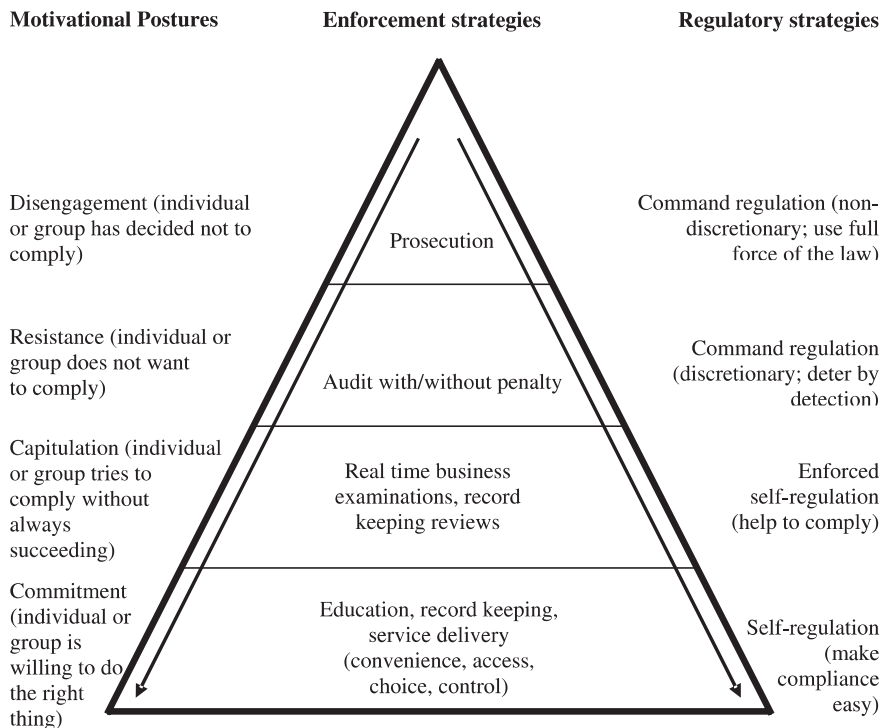 Motivational Postures
Enforcement strategies
Regulatory strategies
Disengagement (individual
or group has decided not to
comply)
Prosecution
Command regulation (non-
discretionary; use full
force of the law)
Resistance (individual or
group does not want
to comply)
Audit with/without penalty
Command regulation
(discretionary; deter by
detection)
Capitulation (individual
or group tries to
comply without
always
succeeding)
Real time business
examinations, record
keeping reviews
Enforced
self-regulation
(help to comply)
Commitment
(individual or
group is
willing to do
the right
thing)
Education, record keeping,
service delivery
(convenience, access,
choice, control)
Self-regulation
(make
compliance
easy)